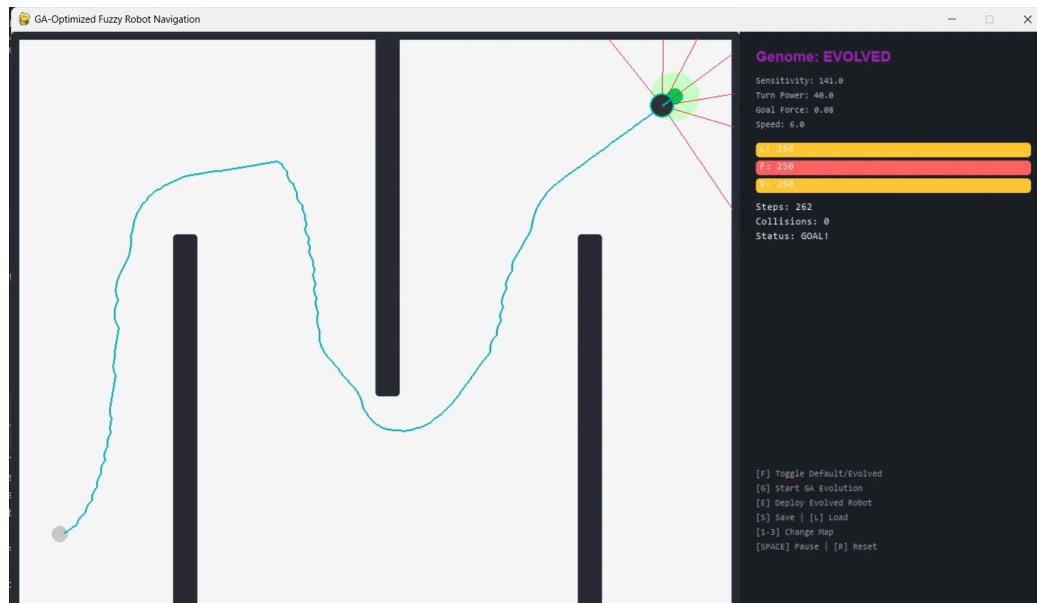 GA-Optimized Fuzzy Robot Navigation
Genome: EVOLVED
Sensitivity: 141.0
Turn Power: 40.0
Goal Force: 0.08
Speed: 6.0
L: 250
F: 250
R: 250
Steps: 262
Collisions: 0
Status: GOAL!
[F] Toggle Default/Evolved
[G] Start GA Evolution
[E] Deploy Evolved Robot
[S] Save | [L] Load
[1-3] Change Map
[SPACE] Pause | [R] Reset